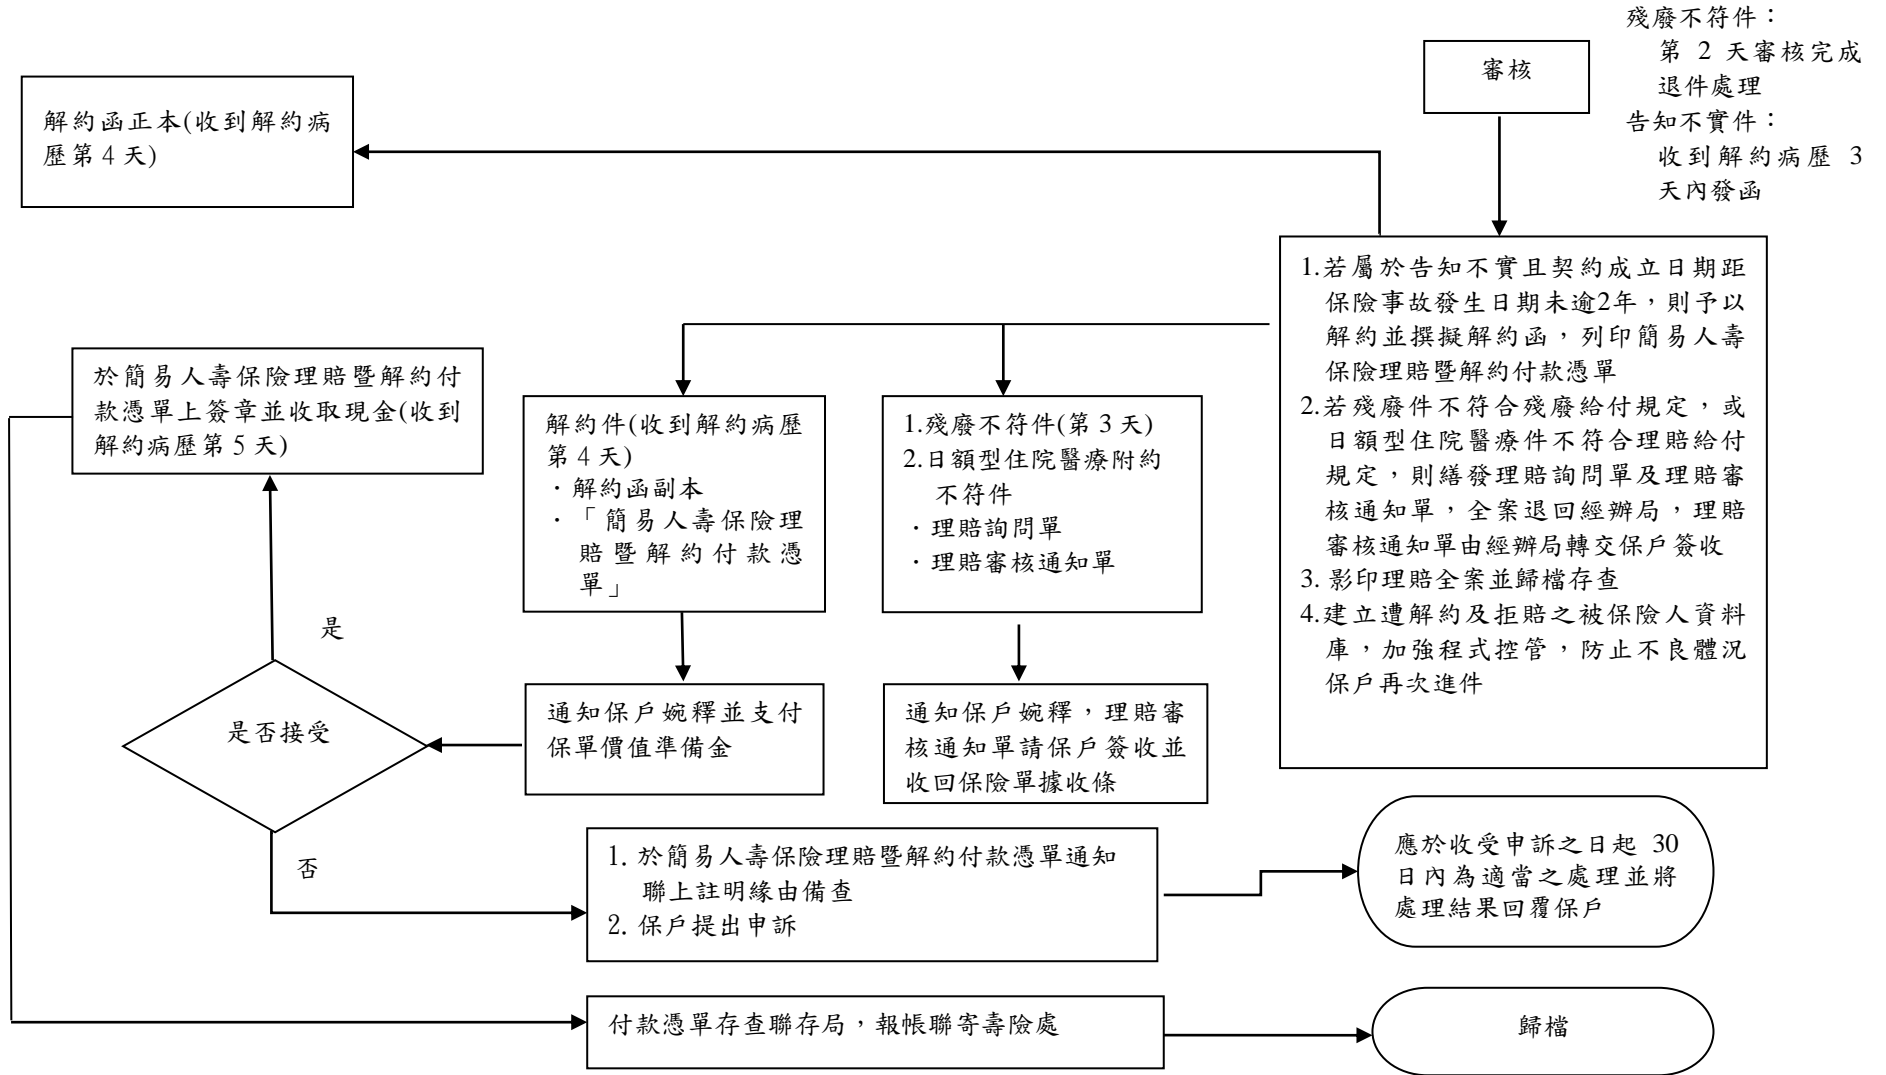 殘廢不符件：
第 2 天審核完成
退件處理
告知不實件：
收到解約病歷 3
天內發函
審核
解約函正本(收到解約病
歷第 4 天)
1.若屬於告知不實且契約成立日期距
保險事故發生日期未逾2年，則予以
解約並撰擬解約函，列印簡易人壽
保險理賠暨解約付款憑單
2.若殘廢件不符合殘廢給付規定，或
日額型住院醫療件不符合理賠給付
規定，則繕發理賠詢問單及理賠審
核通知單，全案退回經辦局，理賠
審核通知單由經辦局轉交保戶簽收
3. 影印理賠全案並歸檔存查
4.建立遭解約及拒賠之被保險人資料
庫，加強程式控管，防止不良體況
保戶再次進件
於簡易人壽保險理賠暨解約付
款憑單上簽章並收取現金(收到
解約病歷第 5 天)
解約件(收到解約病歷
第 4 天)
．解約函副本
．「簡易人壽保險理
賠暨解約付款憑
單」
1.殘廢不符件(第 3 天)
2.日額型住院醫療附約
不符件
．理賠詢問單
．理賠審核通知單
是
是否接受
通知保戶婉釋並支付
保單價值準備金
通知保戶婉釋，理賠審
核通知單請保戶簽收並
收回保險單據收條
否
1. 於簡易人壽保險理賠暨解約付款憑單通知
聯上註明緣由備查
2. 保戶提出申訴
應於收受申訴之日起 30
日內為適當之處理並將
處理結果回覆保戶
付款憑單存查聯存局，報帳聯寄壽險處
歸檔